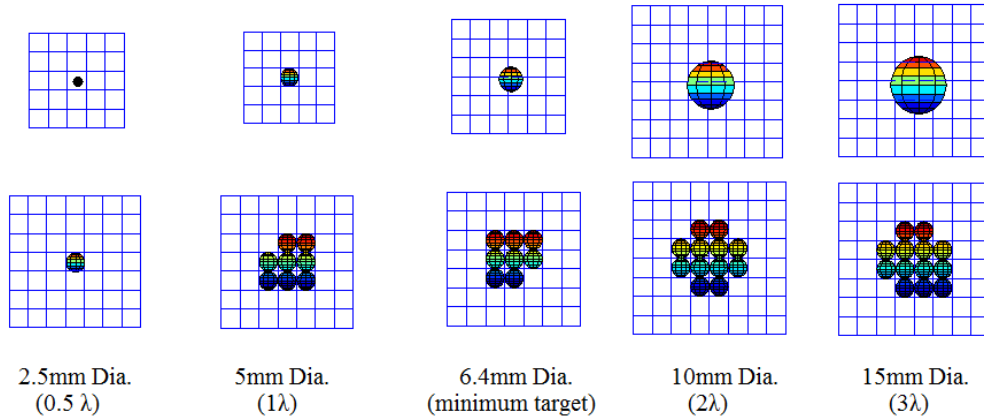 2.5mm Dia.
(0.5 λ)
5mm Dia.
(1λ)
6.4mm Dia.
(minimum target)
10mm Dia.
(2λ)
15mm Dia.
(3λ)